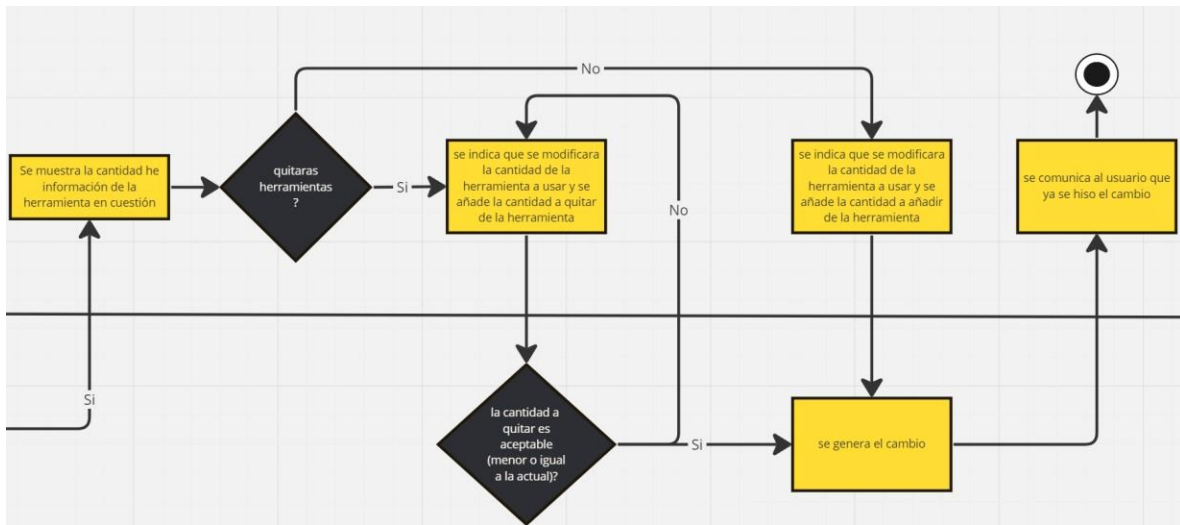 No
Se muestra la cantidad he
información de la
herramienta en cuestión
quitaras
herramientas
?
Si
se indica que se modificara
la cantidad de la
herramienta a usar y se
añade la cantidad a quitar
de la herramienta
No
se indica que se modificara
la cantidad de la
herramienta a usar y se
añade la cantidad a añadir
de la herramienta
se comunica al usuario que
ya se hiso el cambio
Si
la cantidad a
quitar es
aceptable
(menor o igual
a la actual)?
Si
se genera el cambio